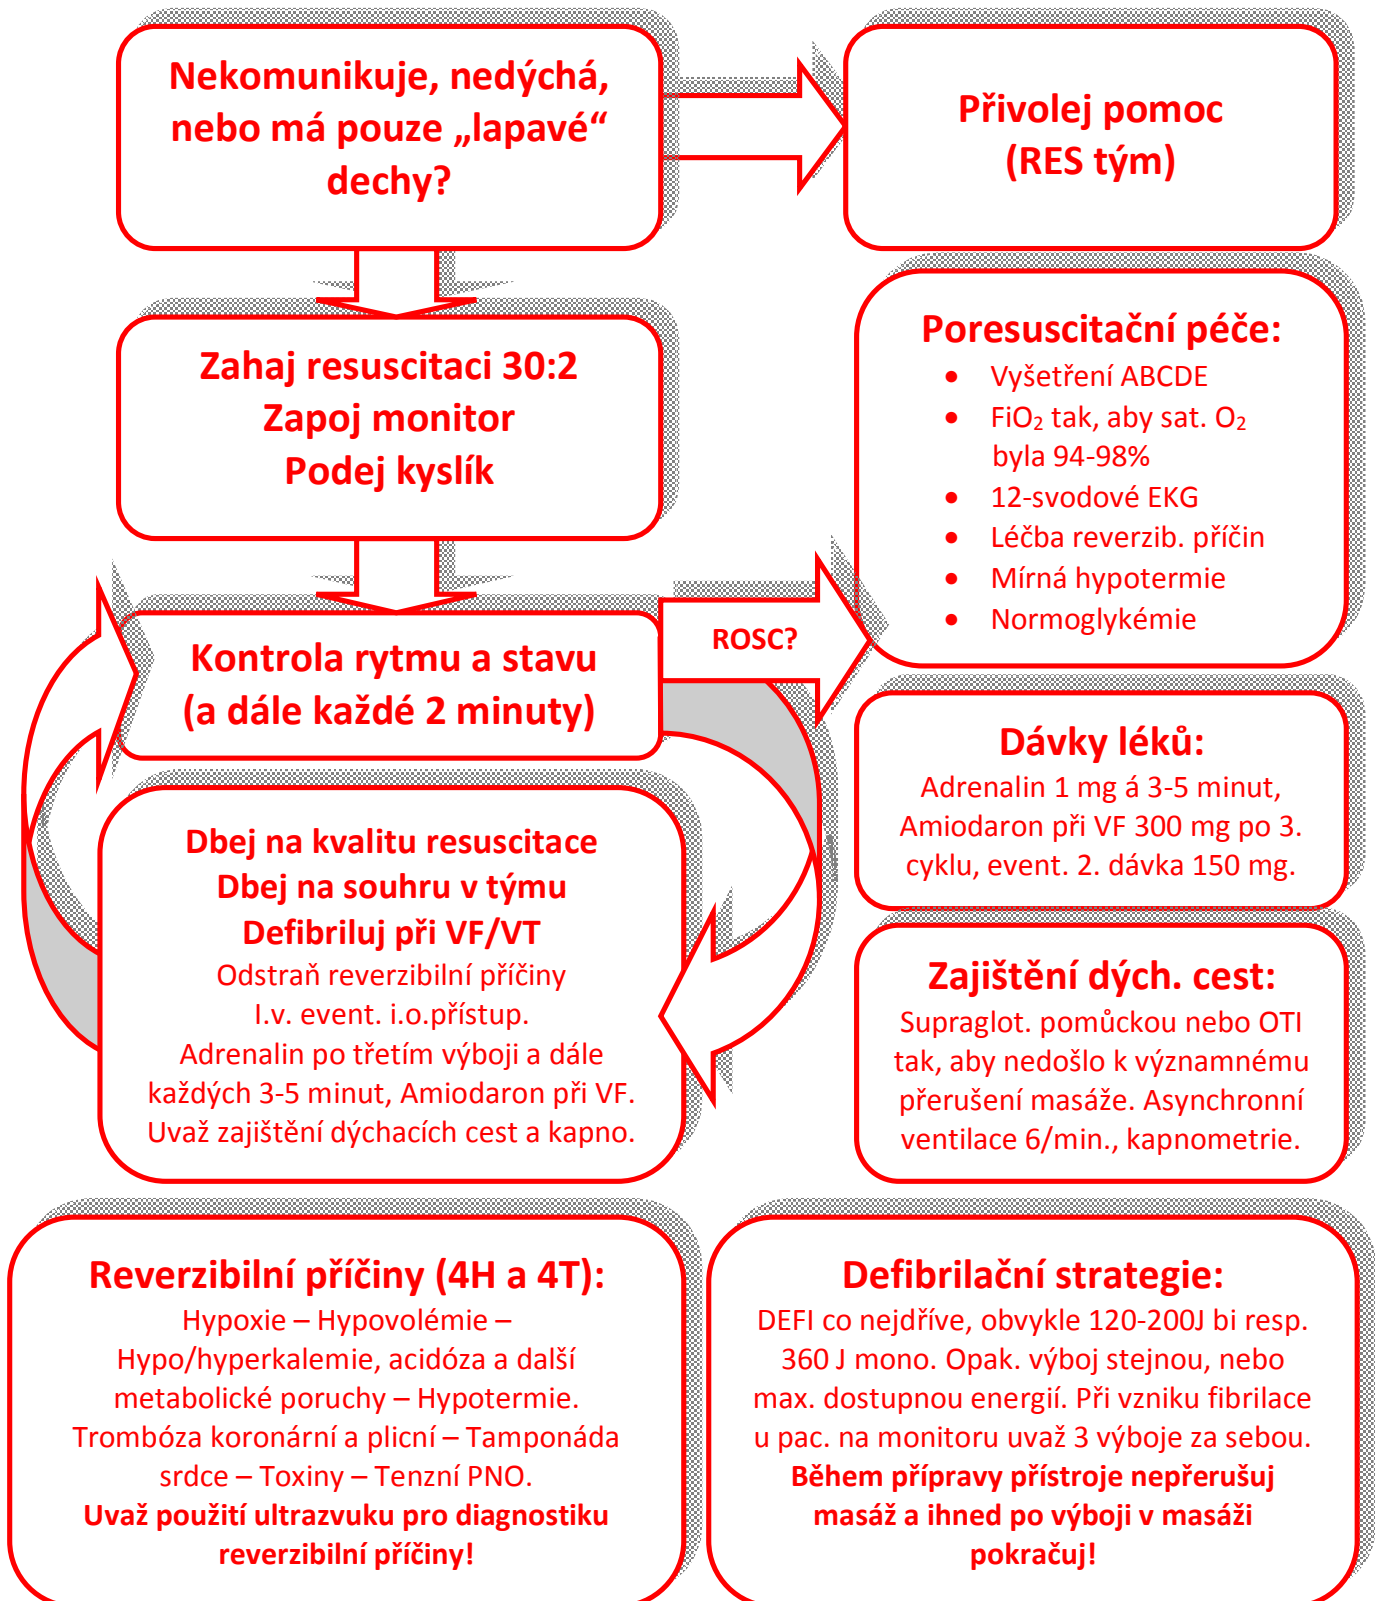 Nekomunikuje, nedýchá,
nebo má pouze „lapavé“
dechy?
Přivolej pomoc
(RES tým)
Zahaj resuscitaci 30:2
Zapoj monitor
Podej kyslík
Poresuscitační péče:
• Vyšetření ABCDE
• FiO₂ tak, aby sat. O₂
byla 94-98%
• 12-svodové EKG
• Léčba reverzib. příčin
• Mírná hypotermie
• Normoglykémie
Kontrola rytmu a stavu
(a dále každé 2 minuty)
ROSC?
Dávky léků:
Adrenalin 1 mg á 3-5 minut,
Amiodaron při VF 300 mg po 3.
cyklu, event. 2. dávka 150 mg.
Dbej na kvalitu resuscitace
Dbej na souhru v týmu
Defibriluj při VF/VT
Odstraň reverzibilní příčiny
I.v. event. i.o.přístup.
Adrenalin po třetím výboji a dále
každých 3-5 minut, Amiodaron při VF.
Uvaž zajištění dýchacích cest a kapno.
Zajištění dých. cest:
Supraglot. pomůckou nebo OTI
tak, aby nedošlo k významnému
přerušení masáže. Asynchronní
ventilace 6/min., kapnometrie.
Reverzibilní příčiny (4H a 4T):
Hypoxie – Hypovolémie –
Hypo/hyperkalemie, acidóza a další
metabolické poruchy – Hypotermie.
Trombóza koronární a plicní – Tamponáda
srdce – Toxiny – Tenzní PNO.
Uvaž použití ultrazvuku pro diagnostiku
reverzibilní příčiny!
Defibrilační strategie:
DEFI co nejdříve, obvykle 120-200J bi resp.
360 J mono. Opak. výboj stejnou, nebo
max. dostupnou energií. Při vzniku fibrilace
u pac. na monitoru uvaž 3 výboje za sebou.
Během přípravy přístroje nepřerušuj
masáž a ihned po výboji v masáži
pokračuj!